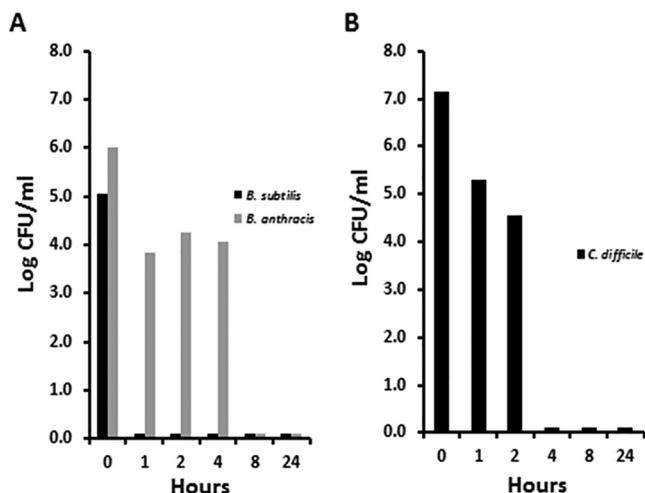 A
8.0
7.0
6.0
5.0
4.0
3.0
2.0
1.0
0.0
Log CFU/ml
0 1 2 4 8 24
Hours
B. subtilis
B. anthracis
B
8.0
7.0
6.0
5.0
4.0
3.0
2.0
1.0
0.0
Log CFU/ml
0 1 2 4 8 24
Hours
C. difficile